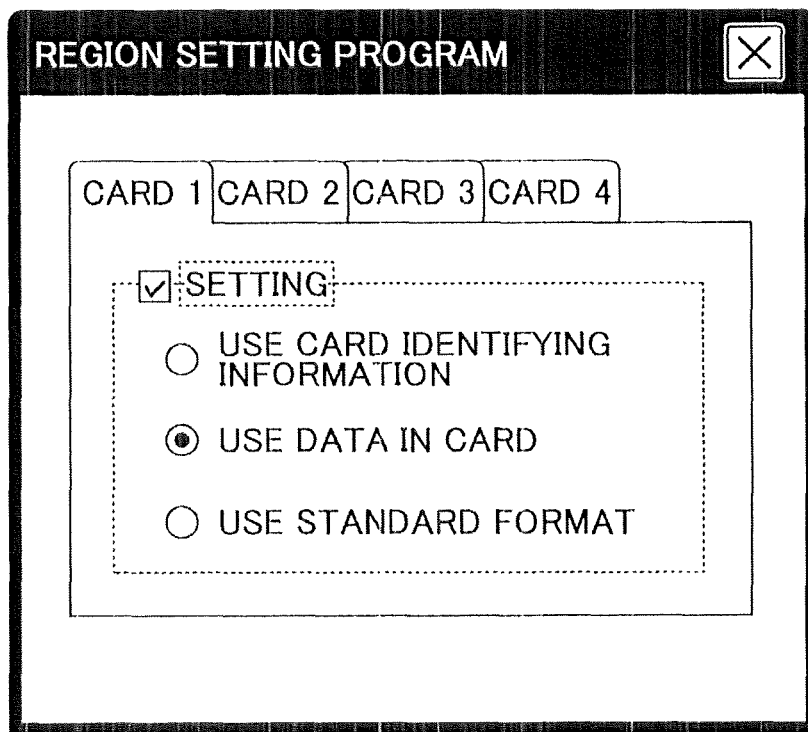 REGION SETTING PROGRAM
CARD 1 CARD 2 CARD 3 CARD 4
SETTING
USE CARD IDENTIFYING
INFORMATION
USE DATA IN CARD
USE STANDARD FORMAT